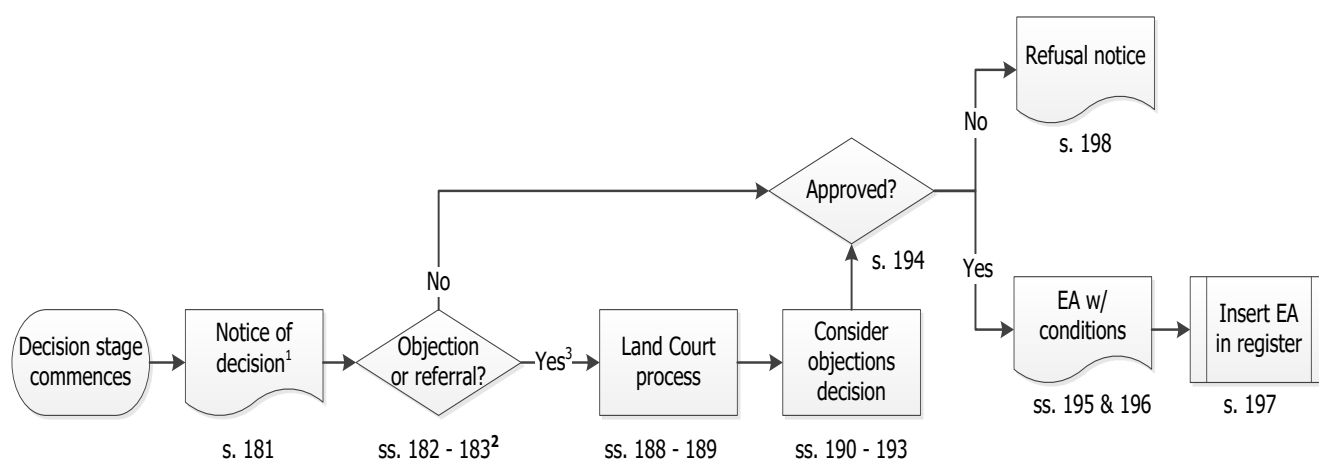 Refusal notice
No
s. 198
Approved?
s. 194
No
Yes
Decision stage
commences
Notice of
decision¹
s. 181
Objection
or referral?
ss. 182 - 183²
Yes³
Land Court
process
ss. 188 - 189
Consider
objections
decision
ss. 190 - 193
EA w/
conditions
ss. 195 & 196
Insert EA
in register
s. 197